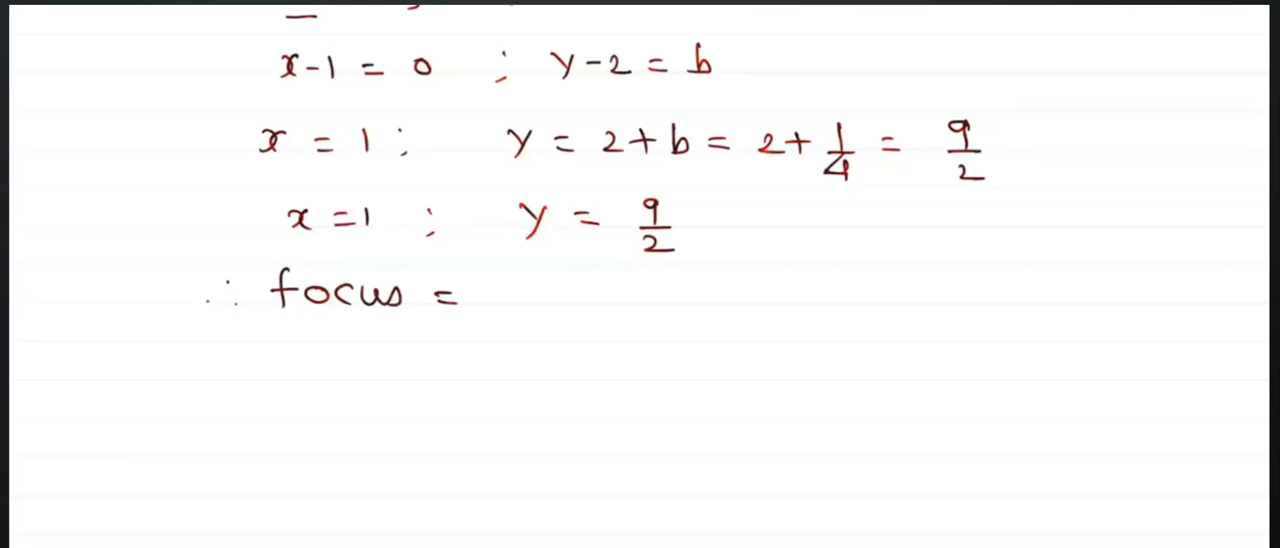 x-1 = 0 ; y-2 = b
x = 1 ; y = 2+b = 2+ 1/4 = 9/2
x =1 ; y = 9/2
∴ focus =